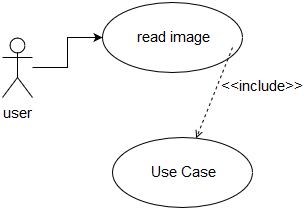 read image
<<include>>
user
Use Case